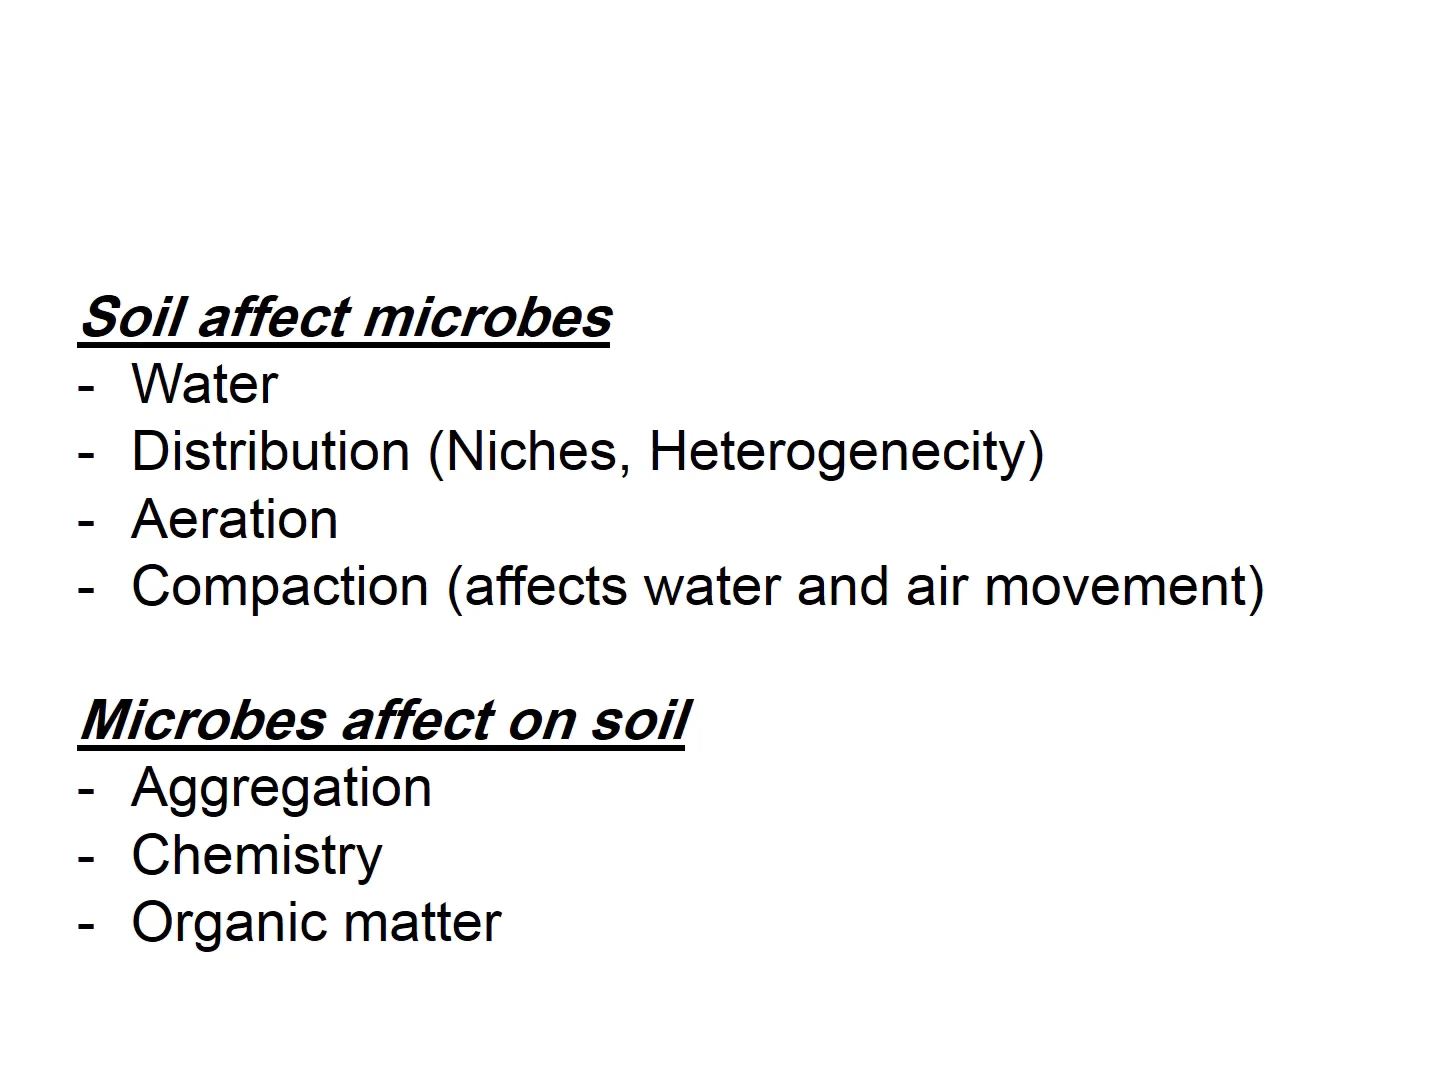 Soil affect microbes
- Water
- Distribution (Niches, Heterogenecity)
- Aeration
- Compaction (affects water and air movement)
Microbes affect on soil
- Aggregation
- Chemistry
- Organic matter